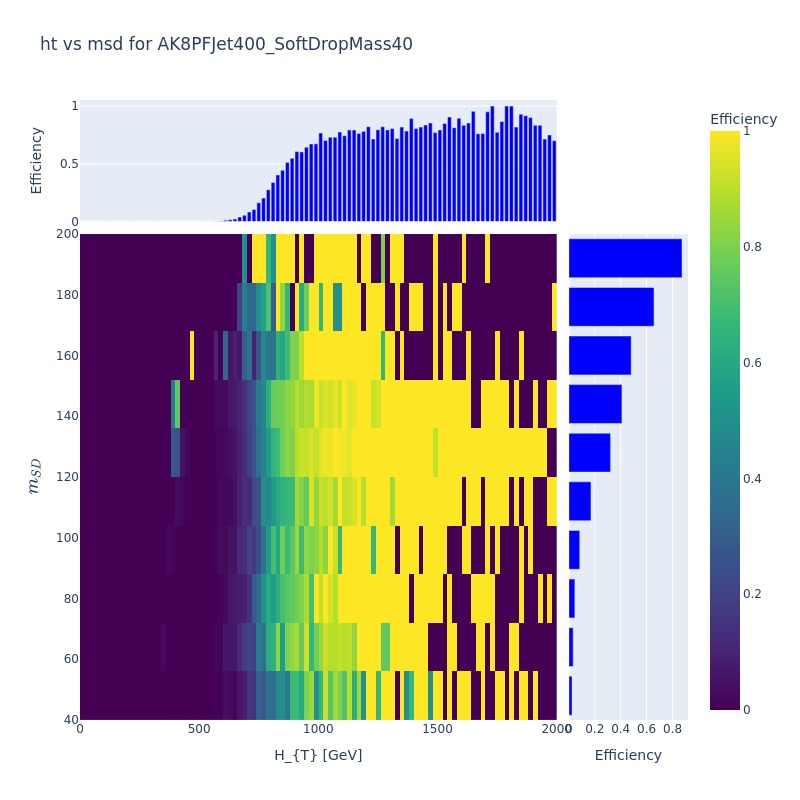 ht vs msd for AK8PFJet400_SoftDropMass40
Efficiency
1
0.5
0
Efficiency
1
0.8
0.6
0.4
0.2
0
m_{SD}
200
180
160
140
120
100
80
60
40
0 500 1000 1500 2000
H_{T} [GeV]
0 0.2 0.4 0.6 0.8
Efficiency